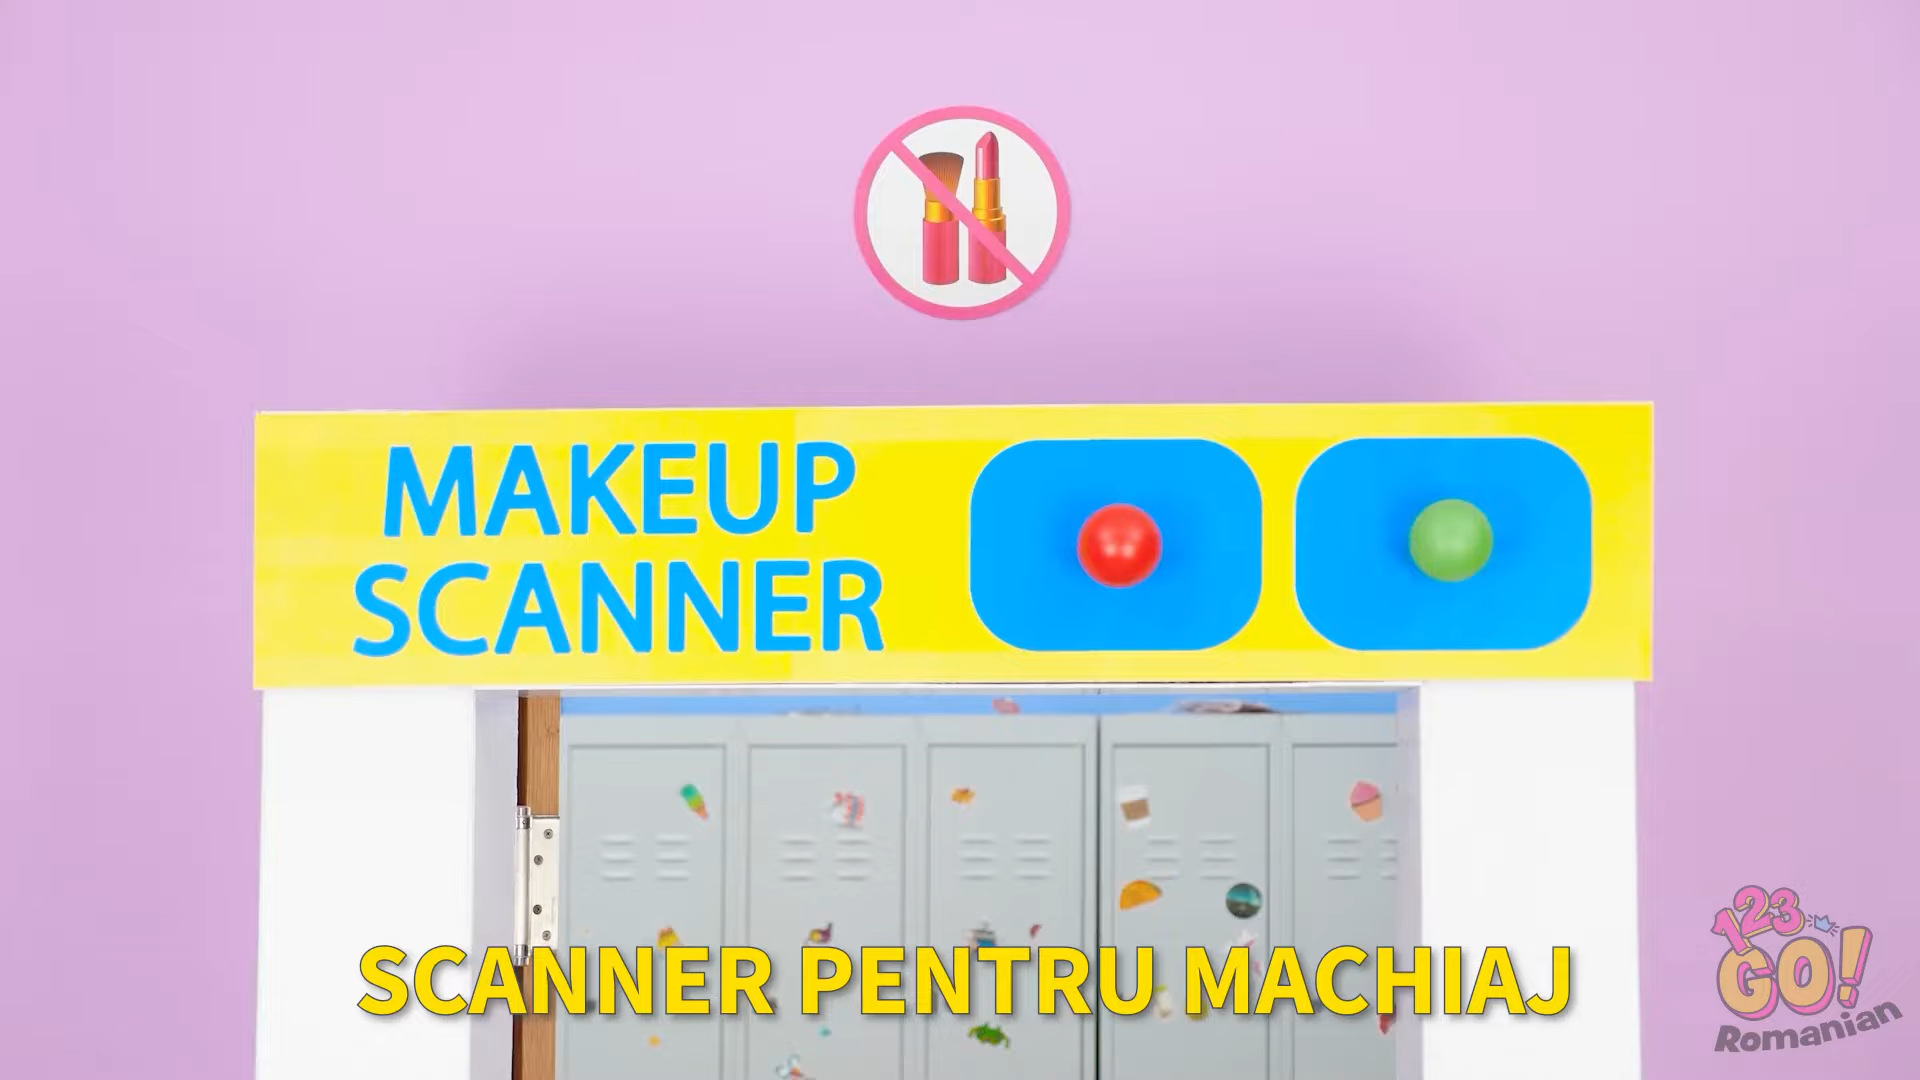 MAKEUP
SCANNER
SCANNER PENTRU MACHIAJ
123
GO!
Romanian